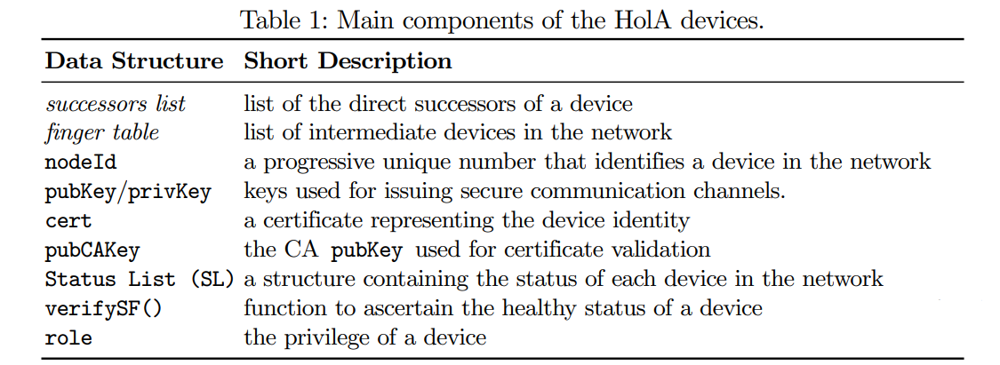 Table 1: Main components of the HolA devices.
Data Structure Short Description
successors list list of the direct successors of a device
finger table list of intermediate devices in the network
nodeId a progressive unique number that identifies a device in the network
pubKey/privKey keys used for issuing secure communication channels.
cert a certificate representing the device identity
pubCAKey the CA pubKey used for certificate validation
Status List (SL) a structure containing the status of each device in the network
verifySF() function to ascertain the healthy status of a device
role the privilege of a device